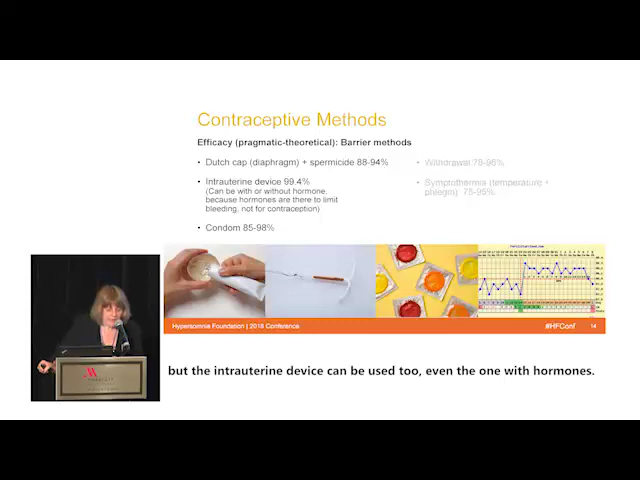 Contraceptive Methods
Efficacy (pragmatic-theoretical): Barrier methods
• Dutch cap (diaphragm) + spermicide 88-94%
• Intrauterine device 99.4%
(Can be with or without hormone,
because hormones are there to limit
bleeding, not for contraception)
• Condom 85-98%
• Withdrawal 78-96%
• Symptothermia (temperature +
phlegm) 75-95%
Hypersomnia Foundation | 2018 Conference
#HFConf
14
but the intrauterine device can be used too, even the one with hormones.